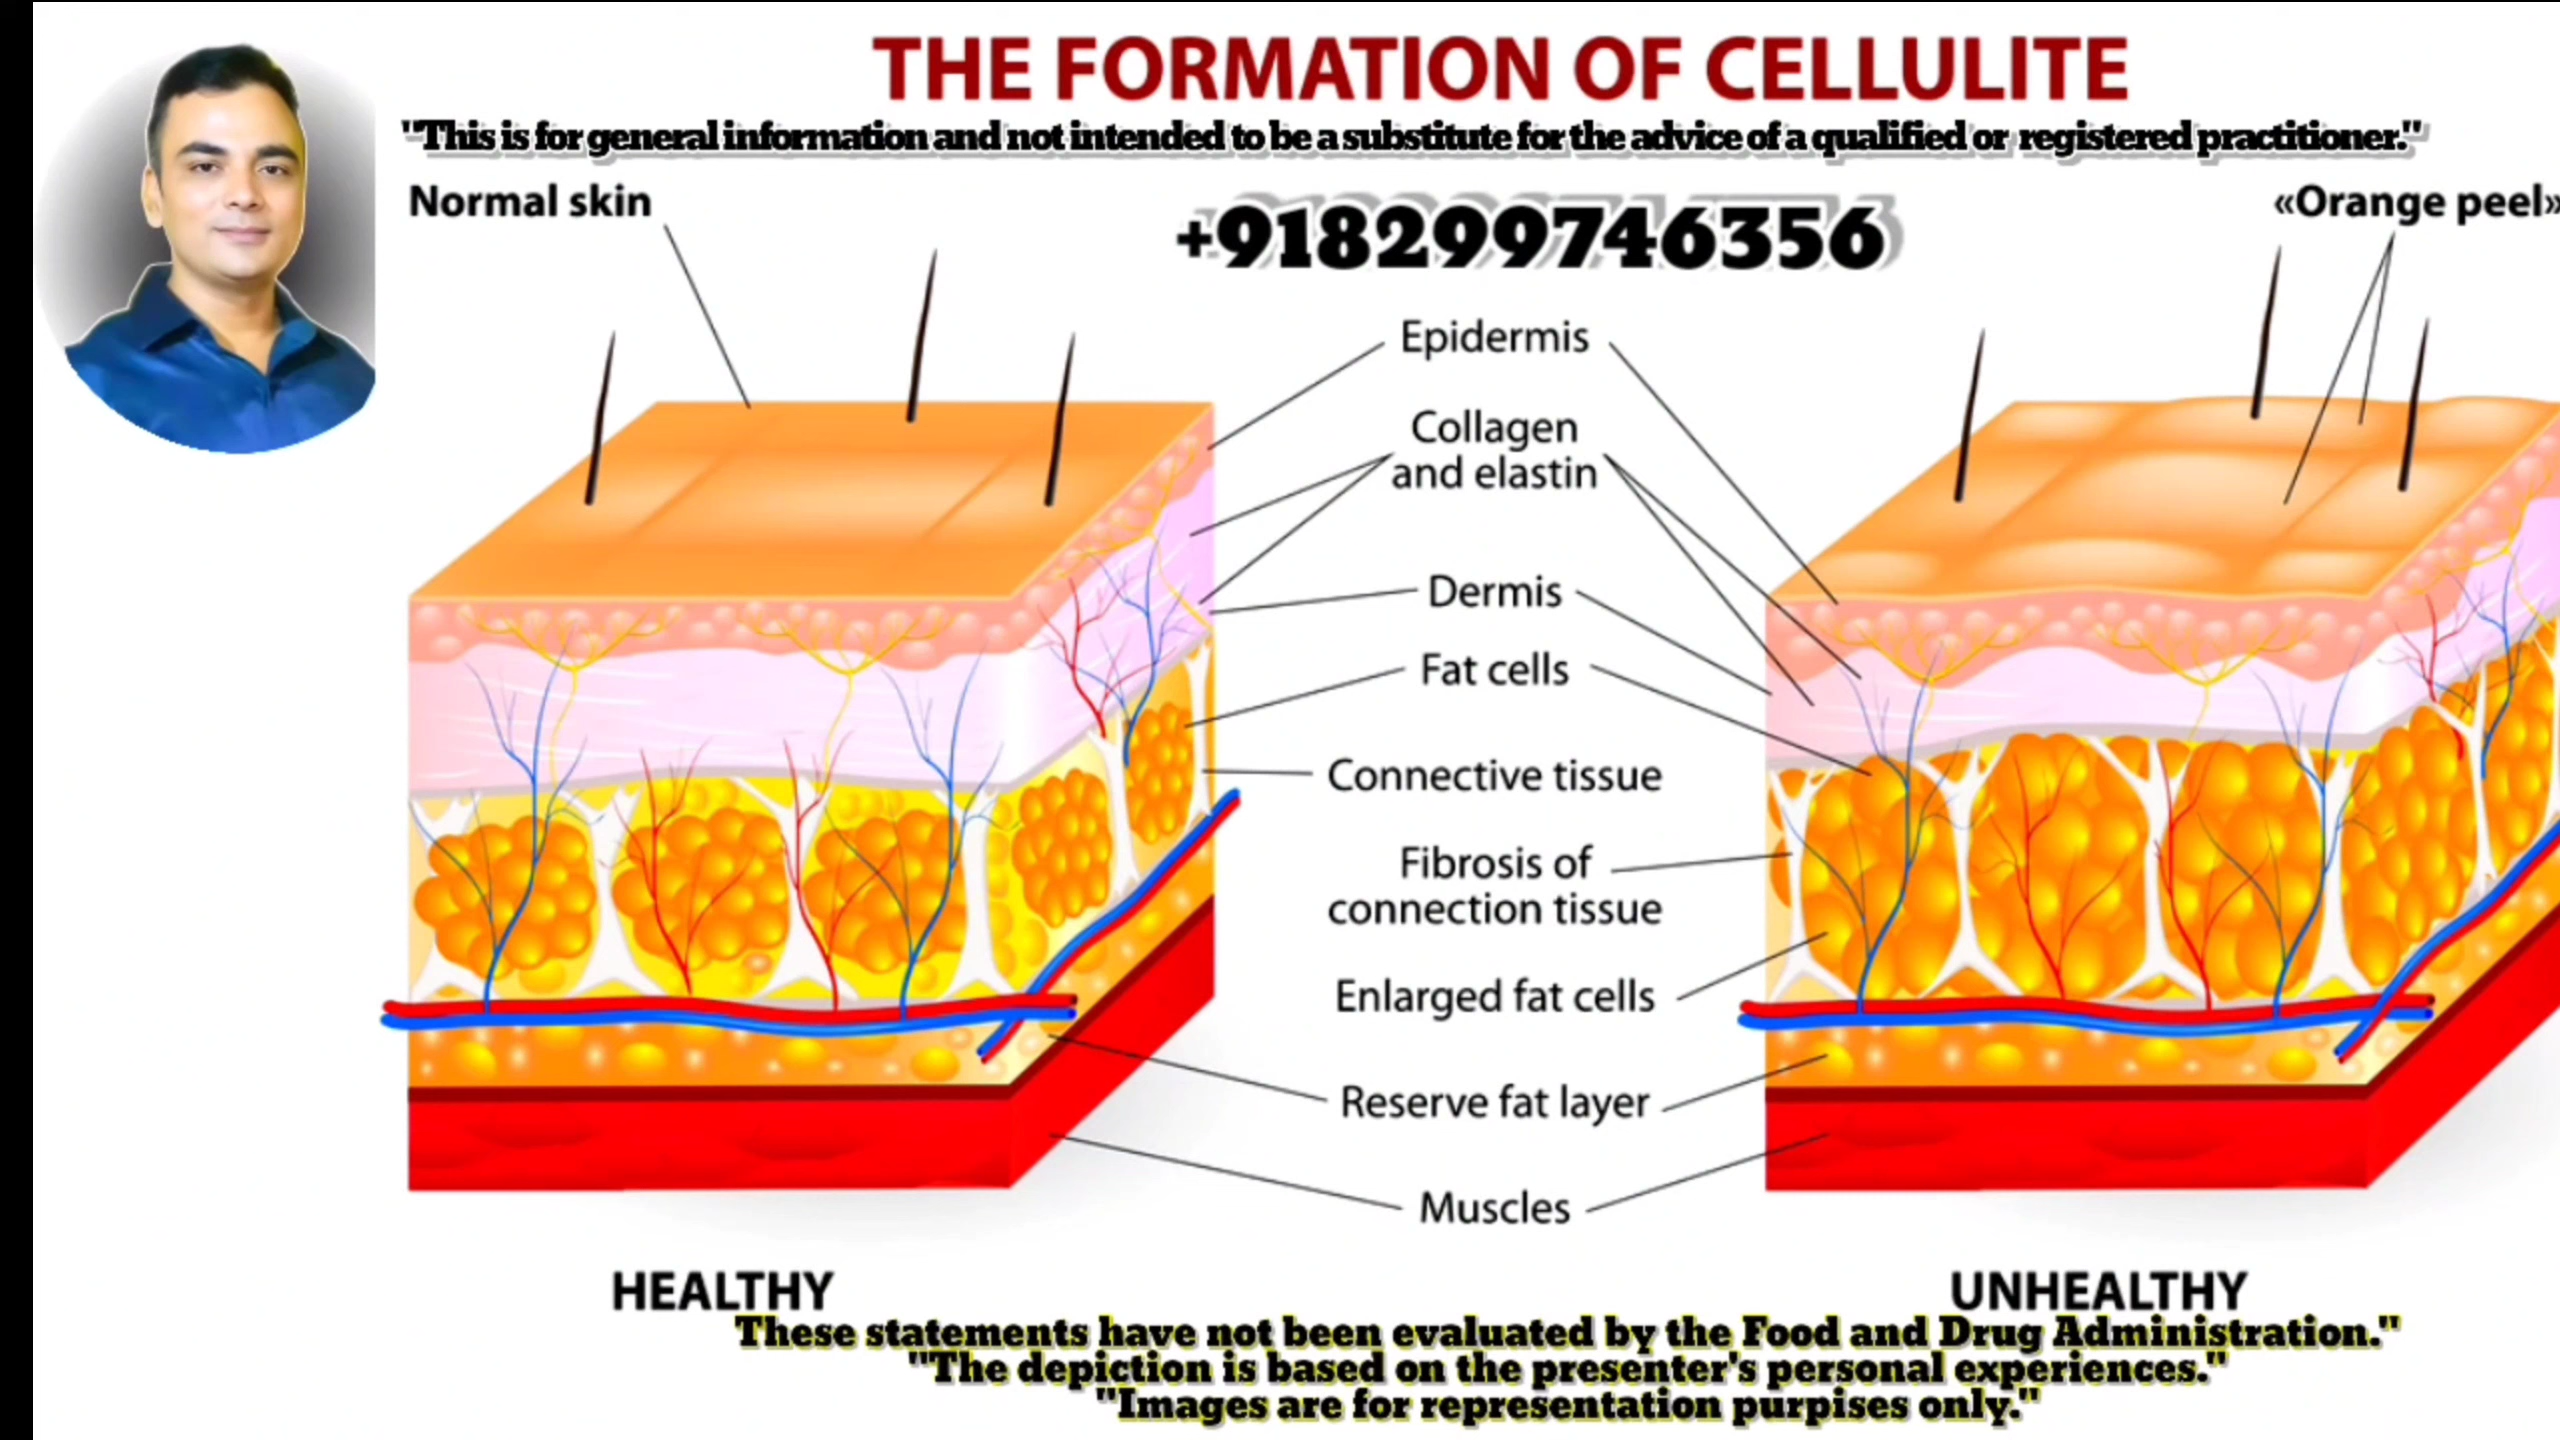 THE FORMATION OF CELLULITE
"This is for general information and not intended to be a substitute for the advice of a qualified or registered practitioner."
Normal skin
+918299746356
«Orange peel»
Epidermis
Collagen
and elastin
Dermis
Fat cells
Connective tissue
Fibrosis of
connection tissue
Enlarged fat cells
Reserve fat layer
Muscles
HEALTHY
UNHEALTHY
These statements have not been evaluated by the Food and Drug Administration."
"The depiction is based on the presenter's personal experiences."
"Images are for representation purpises only."